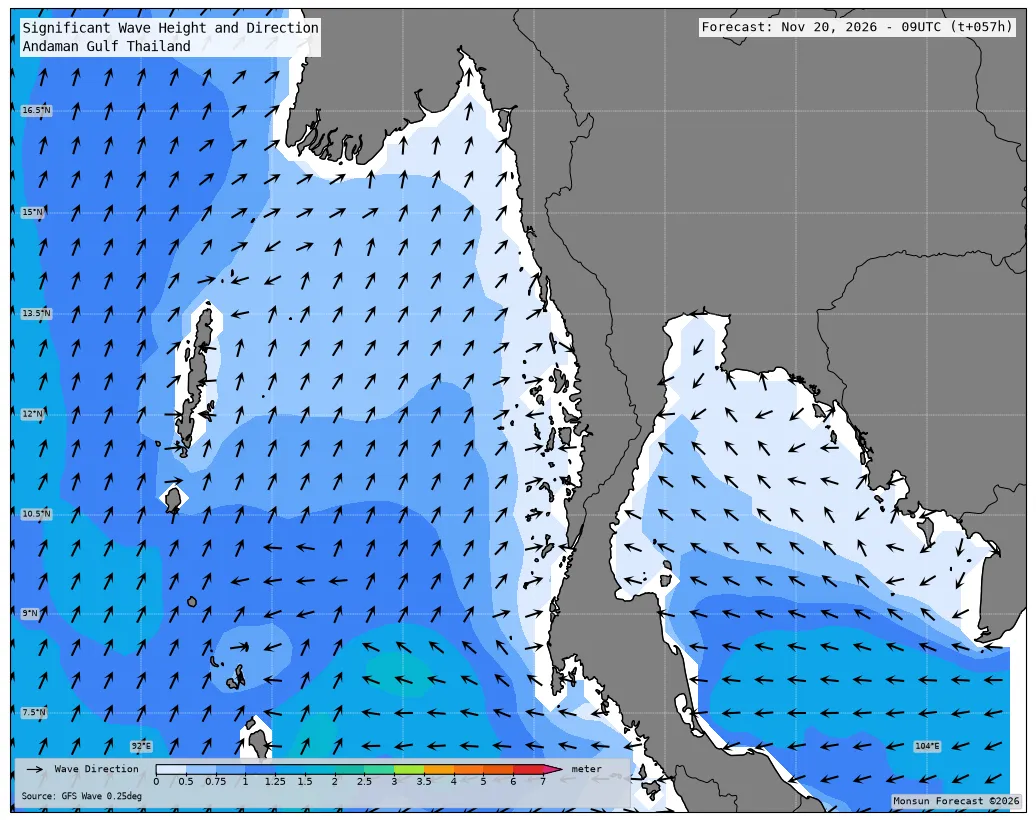 Significant Wave Height and Direction
Andaman Gulf Thailand
Forecast: Nov 20, 2026 - 09UTC (t+057h)
16.5°N
15°N
13.5°N
12°N
10.5°N
9°N
7.5°N
92°E
104°E
Wave Direction
0.5 0.75 1 1.25 1.5 2 2.5 3 3.5 4 5 6 7
meter
Source: GFS Wave 0.25deg
Monsun Forecast ©2026